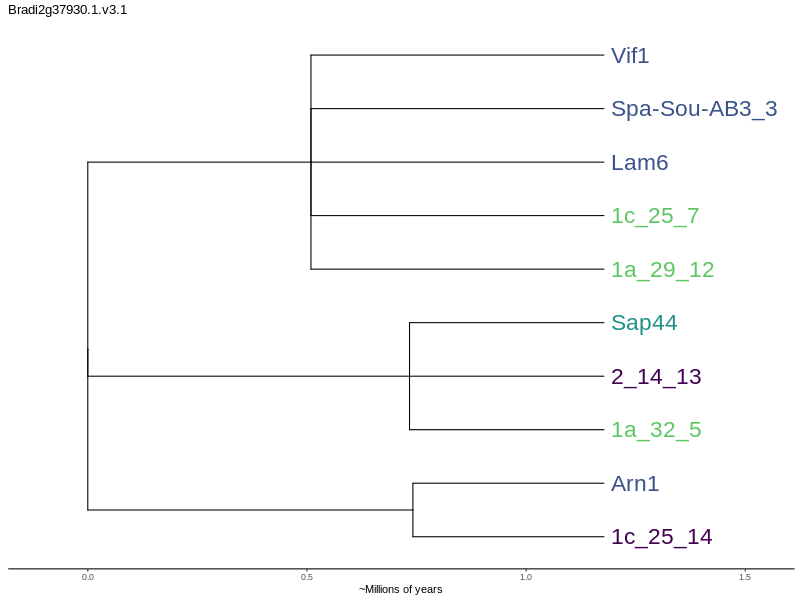 Bradi2g37930.1.v3.1
Vif1
Spa-Sou-AB3_3
Lam6
1c_25_7
1a_29_12
Sap44
2_14_13
1a_32_5
Arn1
1c_25_14
0.0 0.5 1.0 1.5
~Millions of years